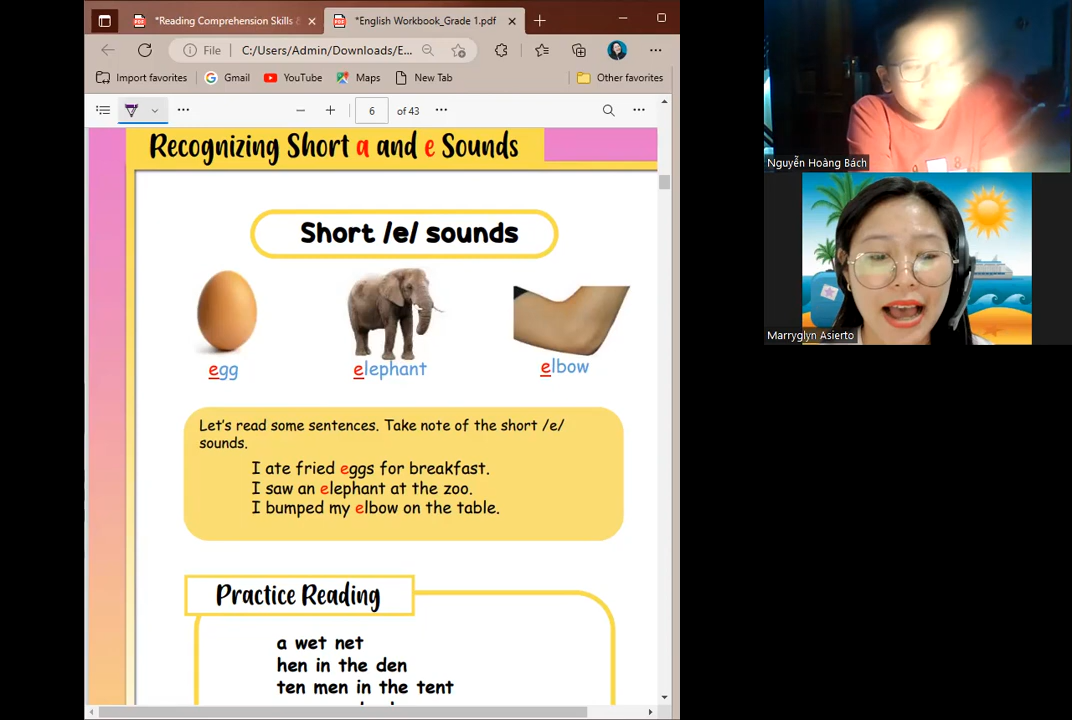 *Reading Comprehension Skills
*English Workbook_Grade 1.pdf
File
C:/Users/Admin/Downloads/E...
Import favorites
Gmail
YouTube
Maps
New Tab
Other favorites
6 of 43
Recognizing Short a and e Sounds
Short /e/ sounds
egg
elephant
elbow
Let's read some sentences. Take note of the short /e/
sounds.
I ate fried eggs for breakfast.
I saw an elephant at the zoo.
I bumped my elbow on the table.
Practice Reading
a wet net
hen in the den
ten men in the tent
Nguyễn Hoàng Bách
Marryglyn Asierto